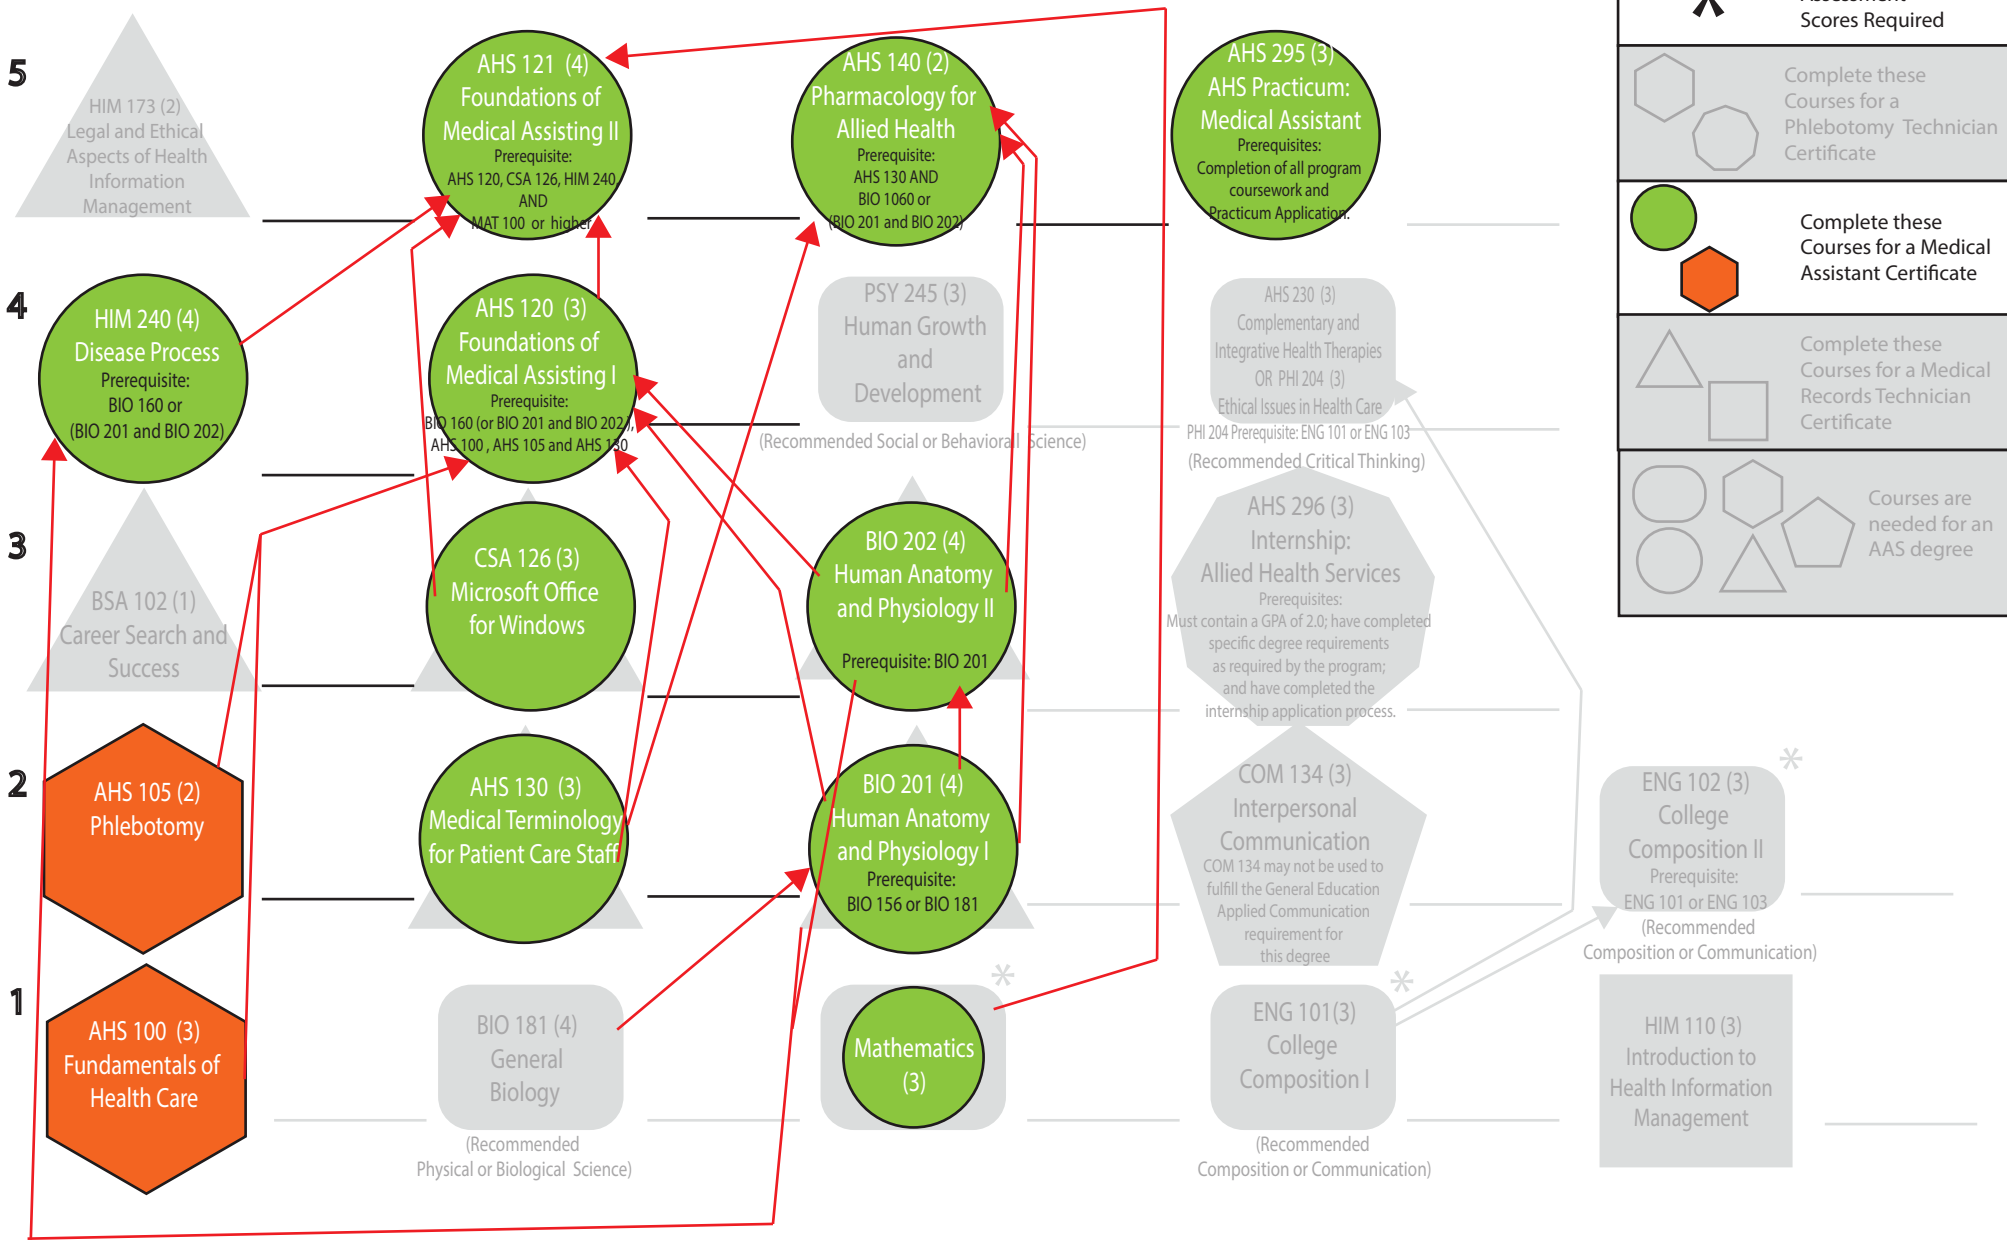 5
HIM 173 (2)
Legal and Ethical
Aspects of Health
Information
Management
AHS 121 (4)
Foundations of
Medical Assisting II
Prerequisite:
AHS 120, CSA 126, HIM 240
AND
MAT 100 or higher
AHS 140 (2)
Pharmacology for
Allied Health
Prerequisite:
AHS 130 AND
BIO 1060 or
(BIO 201 and BIO 202)
AHS 295 (3)
AHS Practicum:
Medical Assistant
Prerequisites:
Completion of all program
coursework and
Practicum Application.
4
HIM 240 (4)
Disease Process
Prerequisite:
BIO 160 or
(BIO 201 and BIO 202)
AHS 120 (3)
Foundations of
Medical Assisting I
Prerequisite:
BIO 160 (or BIO 201 and BIO 202 ),
AHS 100 , AHS 105 and AHS 130
PSY 245 (3)
Human Growth
and
Development
(Recommended Social or Behavioral Science)
AHS 230 (3)
Complementary and
Integrative Health Therapies
OR PHI 204 (3)
Ethical Issues in Health Care
PHI 204 Prerequisite: ENG 101 or ENG 103
(Recommended Critical Thinking)
3
BSA 102 (1)
Career Search and
Success
CSA 126 (3)
Microsoft Office
for Windows
BIO 202 (4)
Human Anatomy
and Physiology II
Prerequisite: BIO 201
AHS 296 (3)
Internship:
Allied Health Services
Prerequisites:
Must contain a GPA of 2.0; have completed
specific degree requirements
as required by the program;
and have completed the
internship application process.
2
AHS 105 (2)
Phlebotomy
AHS 130 (3)
Medical Terminology
for Patient Care Staff
BIO 201 (4)
Human Anatomy
and Physiology I
Prerequisite:
BIO 156 or BIO 181
COM 134 (3)
Interpersonal
Communication
COM 134 may not be used to
fulfill the General Education
Applied Communication
requirement for
this degree
*
ENG 102 (3)
College
Composition II
Prerequisite:
ENG 101 or ENG 103
(Recommended
Composition or Communication)
1
AHS 100 (3)
Fundamentals of
Health Care
BIO 181 (4)
General
Biology
(Recommended
Physical or Biological Science)
*
Mathematics
(3)
*
ENG 101(3)
College
Composition I
(Recommended
Composition or Communication)
HIM 110 (3)
Introduction to
Health Information
Management
*
Assessment
Scores Required
Complete these
Courses for a
Phlebotomy Technician
Certificate
Complete these
Courses for a Medical
Assistant Certificate
Complete these
Courses for a Medical
Records Technician
Certificate
Courses are
needed for an
AAS degree